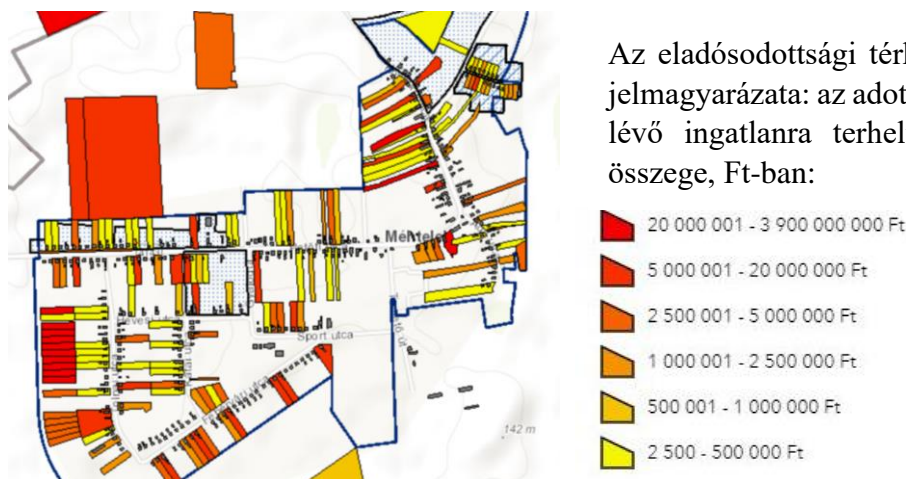 Az eladósodottsági tér
jelmagyarázata: az adot
lévő ingatlanra terhel
összege, Ft-ban:
20 000 001 - 3 900 000 000 Ft
5 000 001 - 20 000 000 Ft
2 500 001 - 5 000 000 Ft
1 000 001 - 2 500 000 Ft
500 001 - 1 000 000 Ft
2 500 - 500 000 Ft
Sport utca
142 m